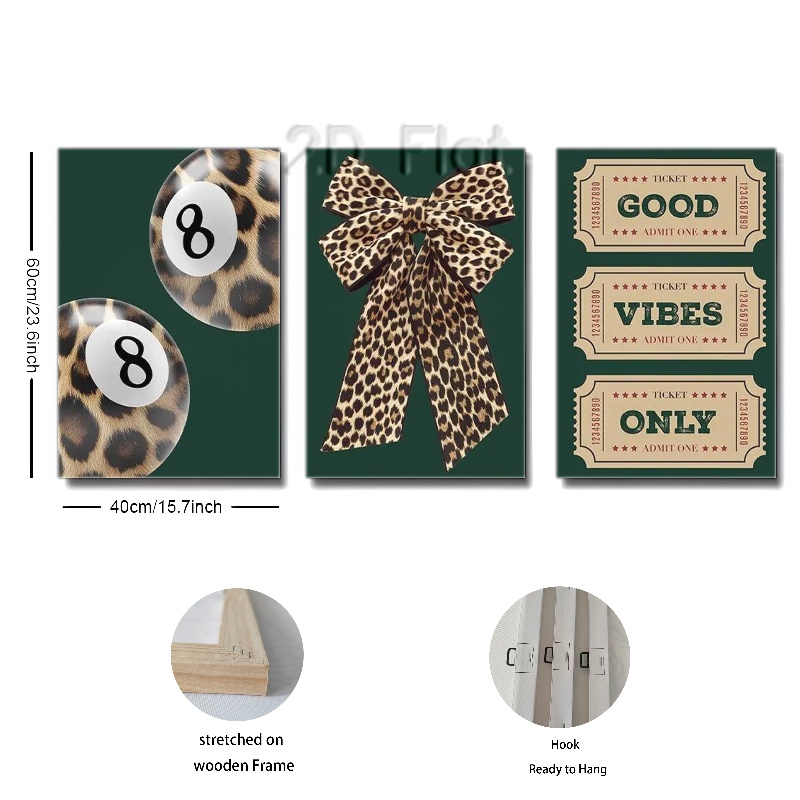 2D Flat
8
8
TICKET
1234567890
GOOD
1234567890
ADMIT ONE
TICKET
1234567890
VIBES
1234567890
ADMIT ONE
TICKET
1234567890
ONLY
1234567890
ADMIT ONE
60cm/23.6inch
40cm/15.7inch
stretched on
wooden Frame
Hook
Ready to Hang